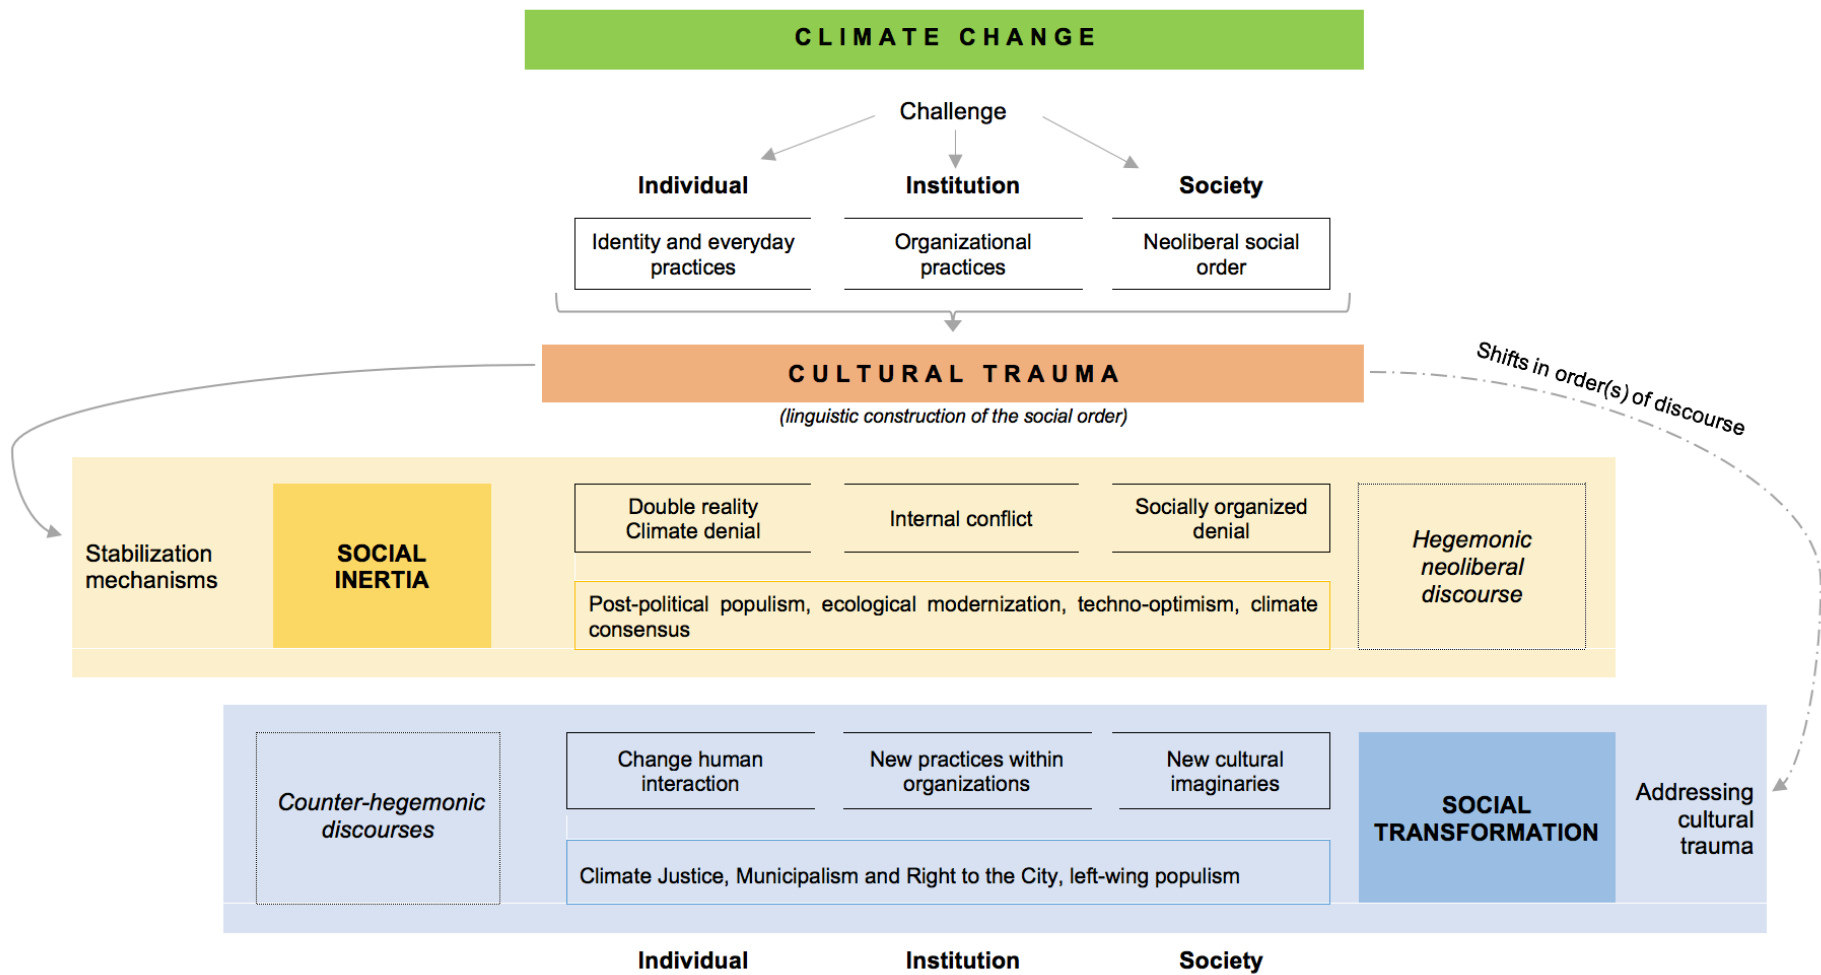 CLIMATE CHANGE
Challenge
Individual
Institution
Society
Identity and everyday
practices
Organizational
practices
Neoliberal social
order
CULTURAL TRAUMA
(linguistic construction of the social order)
Shifts in order(s) of discourse
Stabilization
mechanisms
SOCIAL
INERTIA
Double reality
Climate denial
Internal conflict
Socially organized
denial
Post-political populism, ecological modernization, techno-optimism, climate
consensus
Hegemonic
neoliberal
discourse
Counter-hegemonic
discourses
Change human
interaction
New practices within
organizations
New cultural
imaginaries
Climate Justice, Municipalism and Right to the City, left-wing populism
SOCIAL
TRANSFORMATION
Addressing
cultural
trauma
Individual
Institution
Society